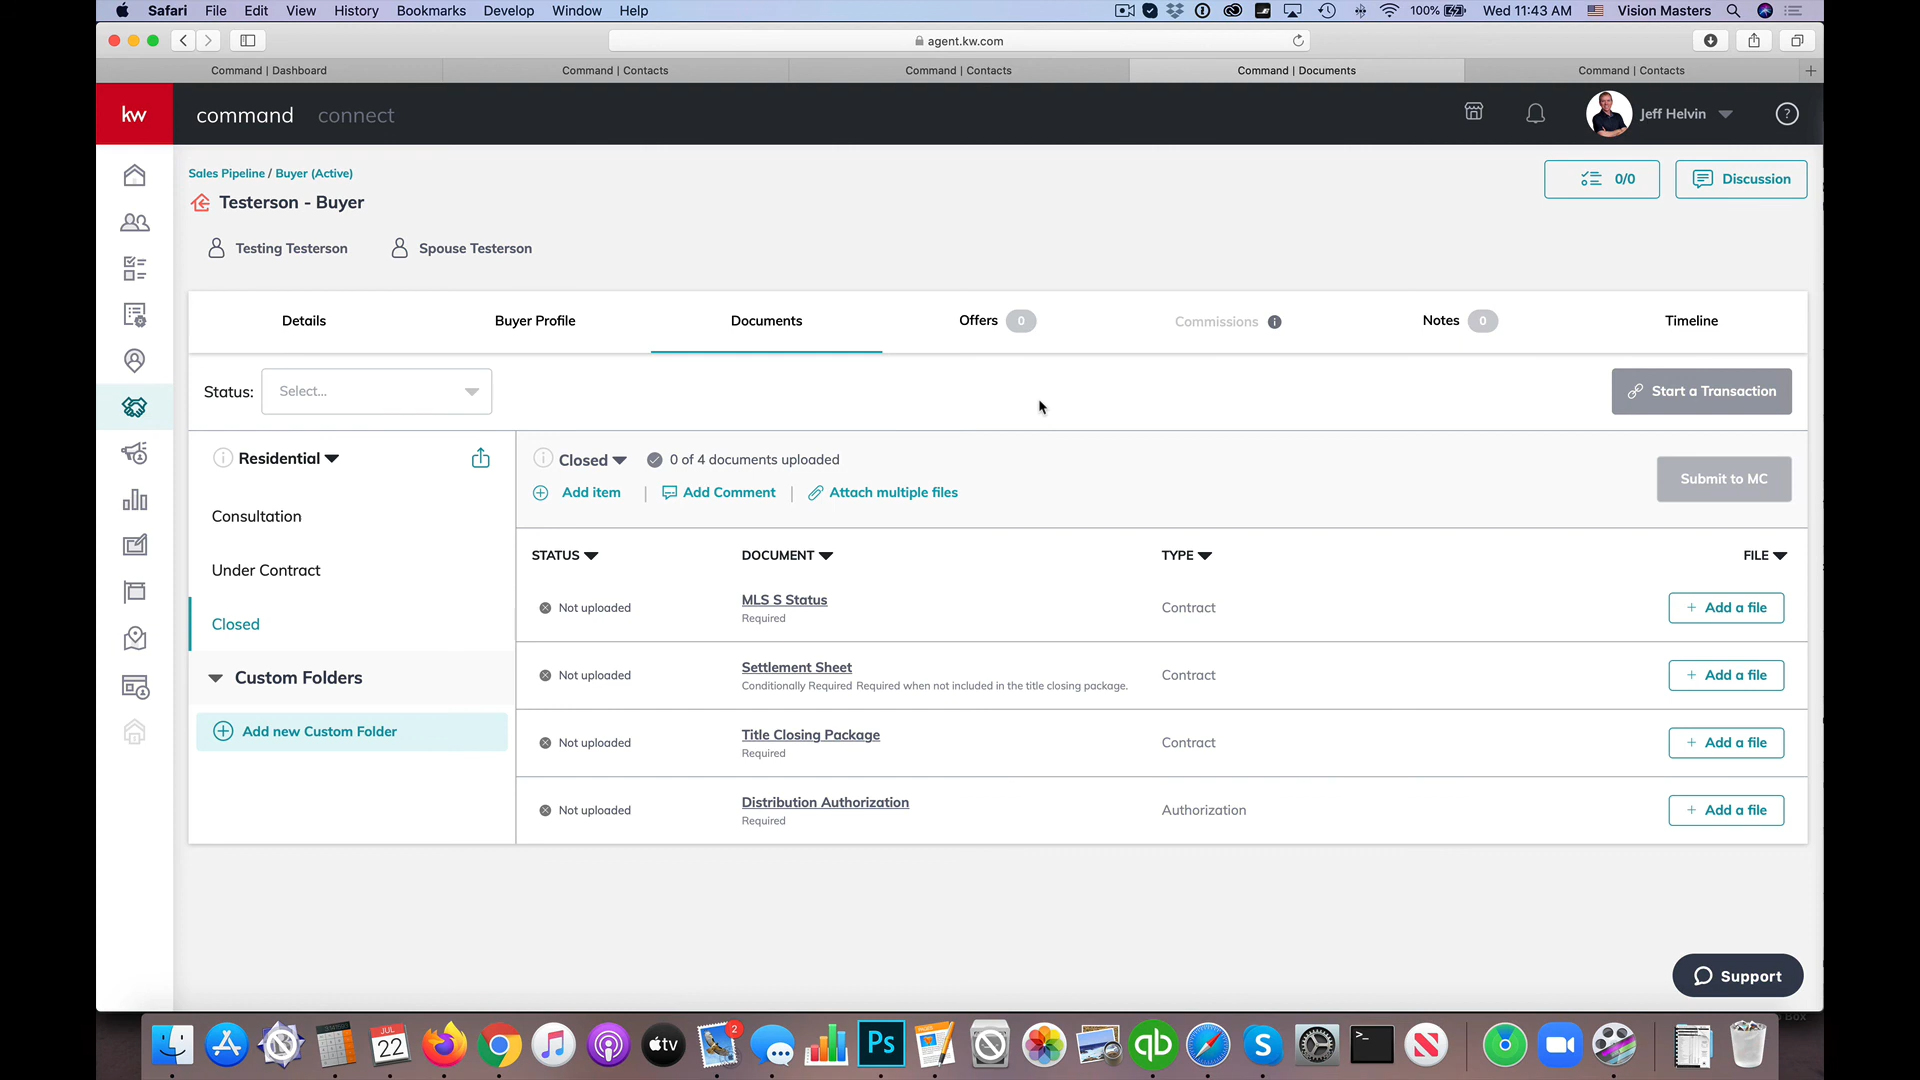 Safari File Edit View History Bookmarks Develop Window Help 100% Wed 11:43 AM Vision Masters
agent.kw.com
Command | Dashboard Command | Contacts Command | Contacts Command | Documents Command | Contacts
kw command connect Jeff Helvin ?
Sales Pipeline / Buyer (Active)
0/0 Discussion
Testerson - Buyer
Testing Testerson Spouse Testerson
Details Buyer Profile Documents Offers 0 Commissions Notes 0 Timeline
Status: Select... Start a Transaction
Residential
Closed 0 of 4 documents uploaded
Submit to MC
Add item | Add Comment | Attach multiple files
Consultation
Under Contract
Closed
Custom Folders
Add new Custom Folder
STATUS DOCUMENT TYPE FILE
Not uploaded MLS S Status Contract + Add a file
Required
Not uploaded Settlement Sheet Contract + Add a file
Conditionally Required Required when not included in the title closing package.
Not uploaded Title Closing Package Contract + Add a file
Required
Not uploaded Distribution Authorization Authorization + Add a file
Required
Support
JUL
22
tv
2
Ps
qb
S
Box